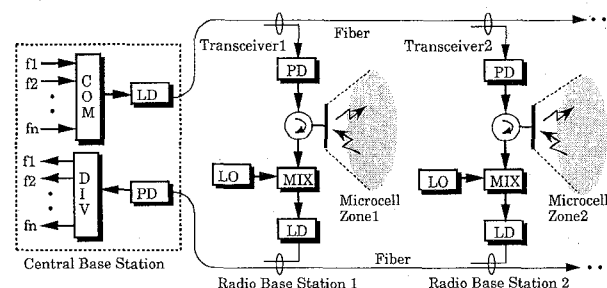 Transceiver1
Fiber
Transceiver2
f1
f2
fn
COM
LD
PD
PD
f1
f2
fn
DIV
PD
LO
MIX
LD
Microcell
Zone1
LO
MIX
LD
Microcell
Zone2
Central Base Station
Fiber
Radio Base Station 1
Radio Base Station 2